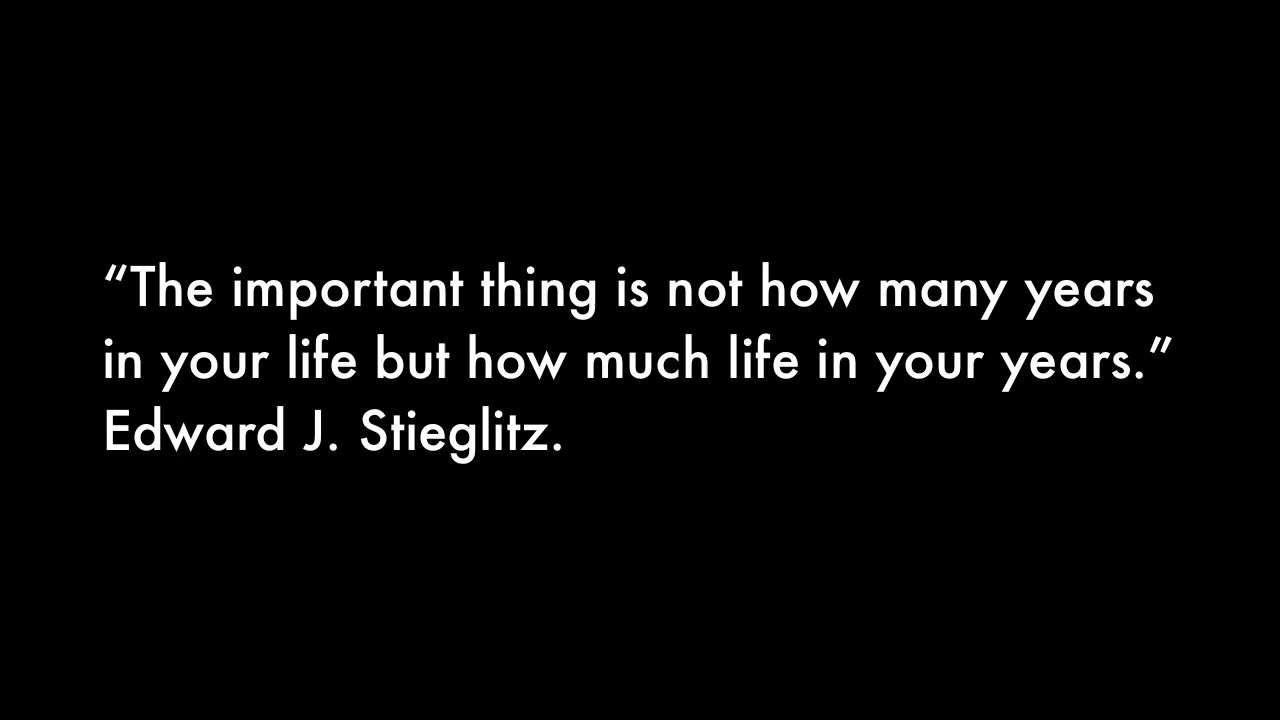 “The important thing is not how many years
in your life but how much life in your years.”
Edward J. Stieglitz.